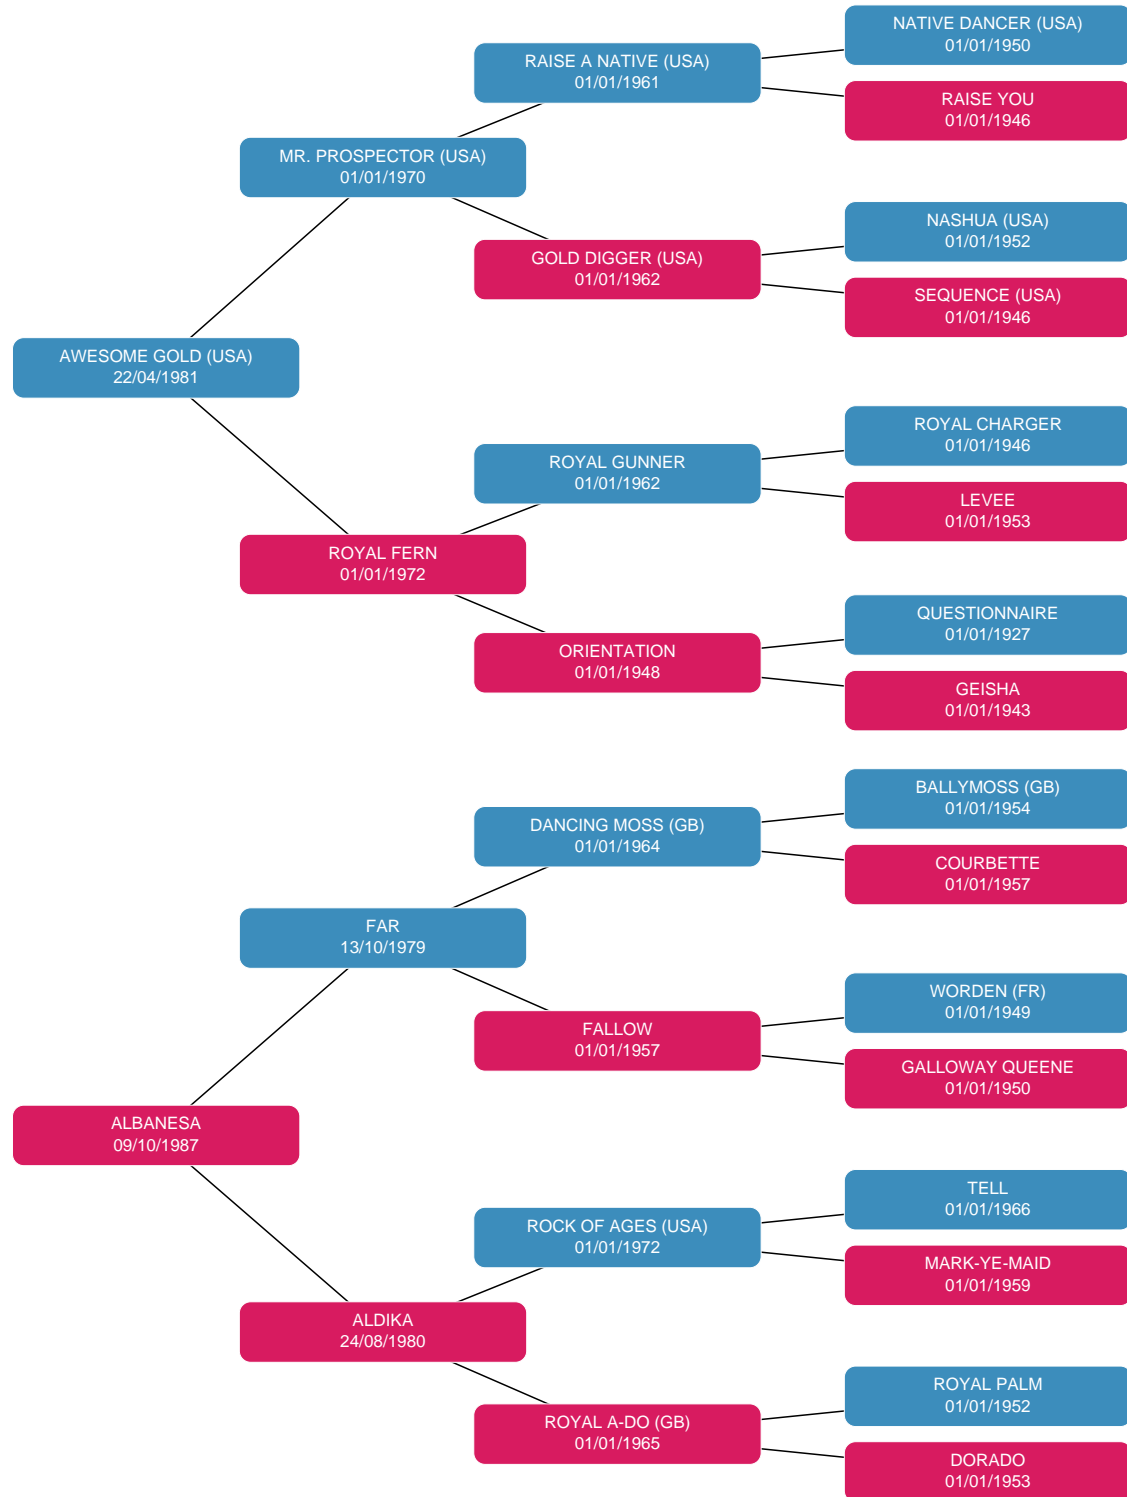 NATIVE DANCER (USA)
01/01/1950
RAISE A NATIVE (USA)
01/01/1961
RAISE YOU
01/01/1946
MR. PROSPECTOR (USA)
01/01/1970
NASHUA (USA)
01/01/1952
GOLD DIGGER (USA)
01/01/1962
SEQUENCE (USA)
01/01/1946
AWESOME GOLD (USA)
22/04/1981
ROYAL CHARGER
01/01/1946
ROYAL GUNNER
01/01/1962
LEVEE
01/01/1953
ROYAL FERN
01/01/1972
QUESTIONNAIRE
01/01/1927
ORIENTATION
01/01/1948
GEISHA
01/01/1943
BALLYMOSS (GB)
01/01/1954
DANCING MOSS (GB)
01/01/1964
COURBETTE
01/01/1957
FAR
13/10/1979
WORDEN (FR)
01/01/1949
FALLOW
01/01/1957
GALLOWAY QUEENE
01/01/1950
ALBANESA
09/10/1987
TELL
01/01/1966
ROCK OF AGES (USA)
01/01/1972
MARK-YE-MAID
01/01/1959
ALDIKA
24/08/1980
ROYAL PALM
01/01/1952
ROYAL A-DO (GB)
01/01/1965
DORADO
01/01/1953